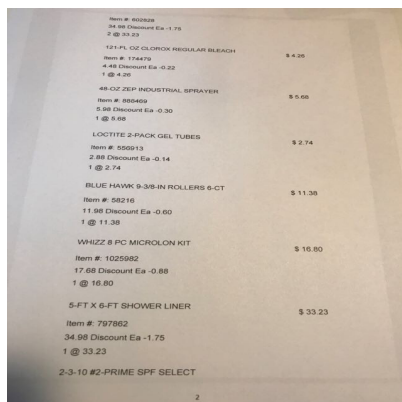 Item #: 602828
34.98 Discount Ea -1.75
2 @ 33.23
121-FL OZ CLOROX REGULAR BLEACH $ 4.26
Item #: 174479
4.48 Discount Ea -0.22
1 @ 4.26
48-OZ ZEP INDUSTRIAL SPRAYER $ 5.68
Item #: 886469
5.98 Discount Ea -0.30
1 @ 5.68
LOCTITE 2-PACK GEL TUBES $ 2.74
Item #: 556913
2.88 Discount Ea -0.14
1 @ 2.74
BLUE HAWK 9-3/8-IN ROLLERS 6-CT $ 11.38
Item #: 58216
11.98 Discount Ea -0.60
1 @ 11.38
WHIZZ 8 PC MICROLON KIT $ 16.80
Item #: 1025982
17.68 Discount Ea -0.88
1 @ 16.80
5-FT X 6-FT SHOWER LINER $ 33.23
Item #: 797862
34.98 Discount Ea -1.75
1 @ 33.23
2-3-10 #2-PRIME SPF SELECT
2